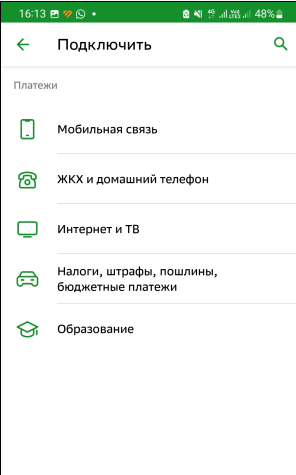 16:13 48%
Подключить
Платежи
Мобильная связь
ЖКХ и домашний телефон
Интернет и ТВ
Налоги, штрафы, пошлины,
бюджетные платежи
Образование